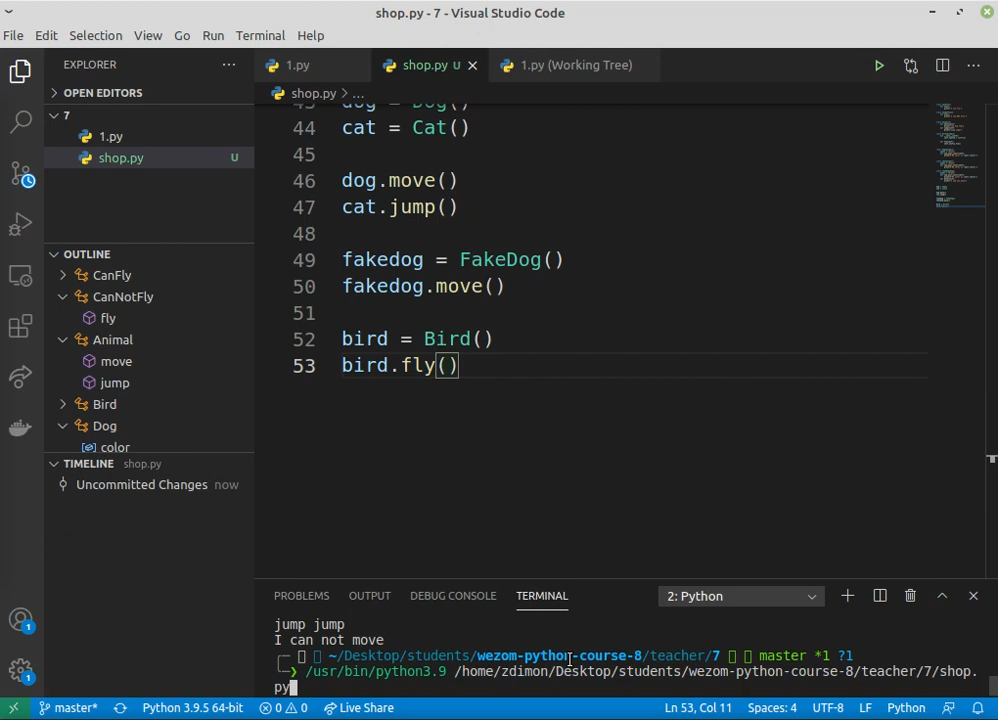 shop.py - 7 - Visual Studio Code
File Edit Selection View Go Run Terminal Help
EXPLORER
1.py
shop.py U
1.py (Working Tree)
OPEN EDITORS
shop.py > ...
7
1.py
shop.py U
43 dog = Dog()
44 cat = Cat()
45
46 dog.move()
47 cat.jump()
48
49 fakedog = FakeDog()
50 fakedog.move()
51
52 bird = Bird()
53 bird.fly()
OUTLINE
CanFly
CanNotFly
fly
Animal
move
jump
Bird
Dog
color
TIMELINE shop.py
Uncommitted Changes now
PROBLEMS OUTPUT DEBUG CONSOLE TERMINAL 2: Python
jump jump
I can not move
~/Desktop/students/wezom-python-course-8/teacher/7 master *1 ?1
/usr/bin/python3.9 /home/zdimon/Desktop/students/wezom-python-course-8/teacher/7/shop.
py
1
1
master* Python 3.9.5 64-bit 0 0 Live Share Ln 53, Col 11 Spaces: 4 UTF-8 LF Python